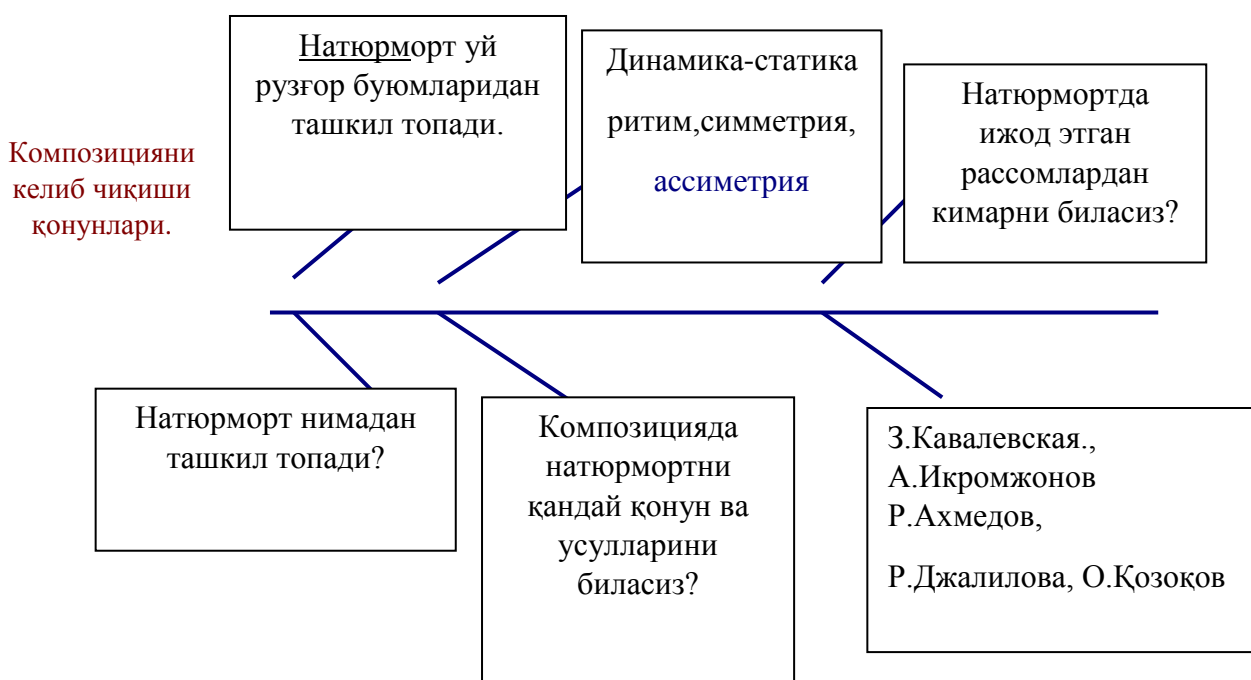 Композицияни
келиб чиқиши
қонунлари.
Натюрморт уй
рузғор буюмларидан
ташкил топади.
Динамика-статика
ритим,симметрия,
ассиметрия
Натюрмортда
ижод этган
рассомлардан
кимарни биласиз?
Натюрморт нимадан
ташкил топади?
Композицияда
натюрмортни
қандай қонун ва
усулларини
биласиз?
З.Кавалевская.,
А.Икромжонов
Р.Ахмедов,
Р.Джалилова, О.Қозоқов